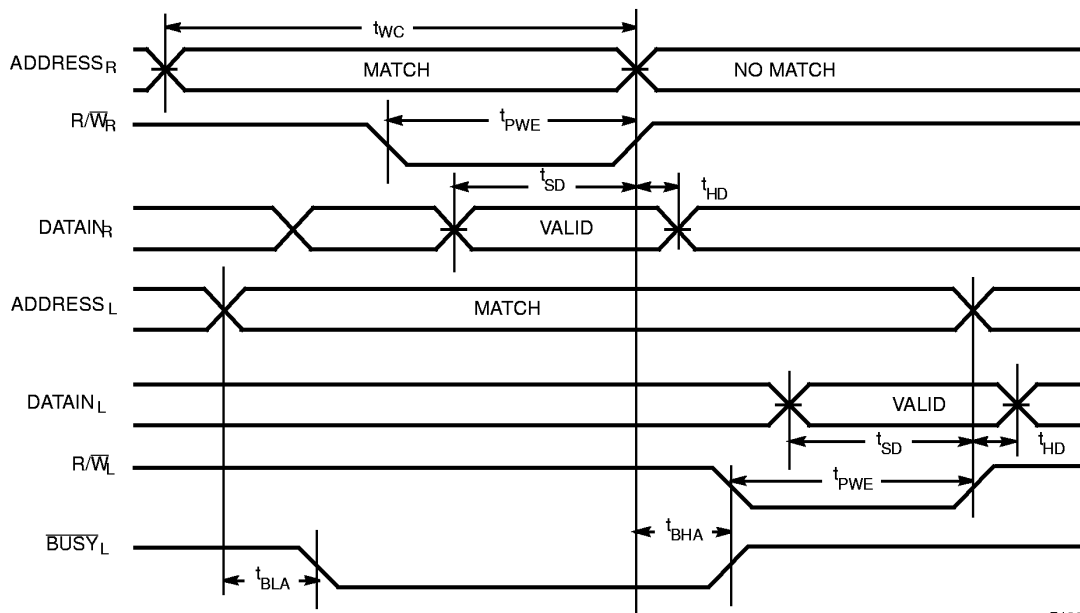 tWC
ADDRESSR MATCH NO MATCH
R/W̅R tPWE
tSD tHD
DATAINR VALID
ADDRESSL MATCH
DATAINL VALID
tSD tHD
R/W̅L tPWE
tBHA
B̅U̅S̅Y̅L
tBLA